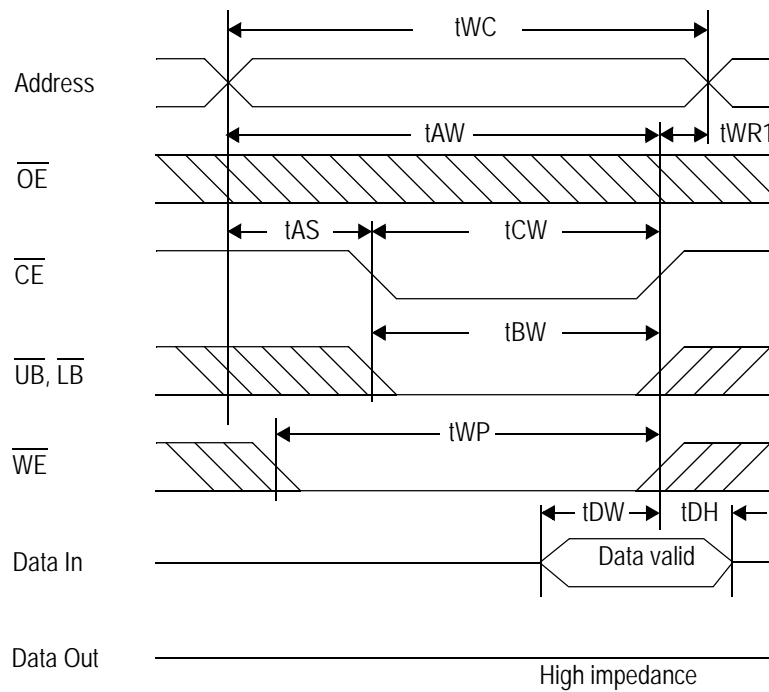 tWC
Address
tAW tWR1
OE
tAS tCW
CE
tBW
UB, LB
tWP
WE
tDW tDH
Data In Data valid
Data Out
High impedance